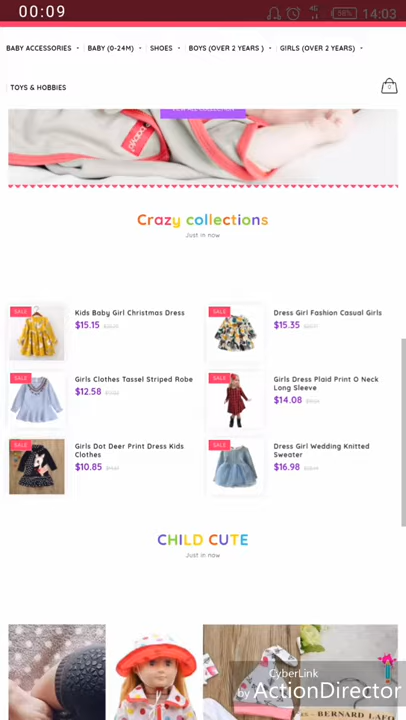 00:09
4G
58%
14:03
BABY ACCESSORIES
BABY (0-24M)
SHOES
BOYS (OVER 2 YEARS )
GIRLS (OVER 2 YEARS)
TOYS & HOBBIES
0
Crazy collections
Just in now
SALE
Kids Baby Girl Christmas Dress
$15.15
SALE
Dress Girl Fashion Casual Girls
$15.35
SALE
Girls Clothes Tassel Striped Robe
$12.58
SALE
Girls Dress Plaid Print O Neck
Long Sleeve
$14.08
SALE
Girls Dot Deer Print Dress Kids
Clothes
$10.85
SALE
Dress Girl Wedding Knitted
Sweater
$16.98
CHILD CUTE
Just in now
CyberLink
by ActionDirector